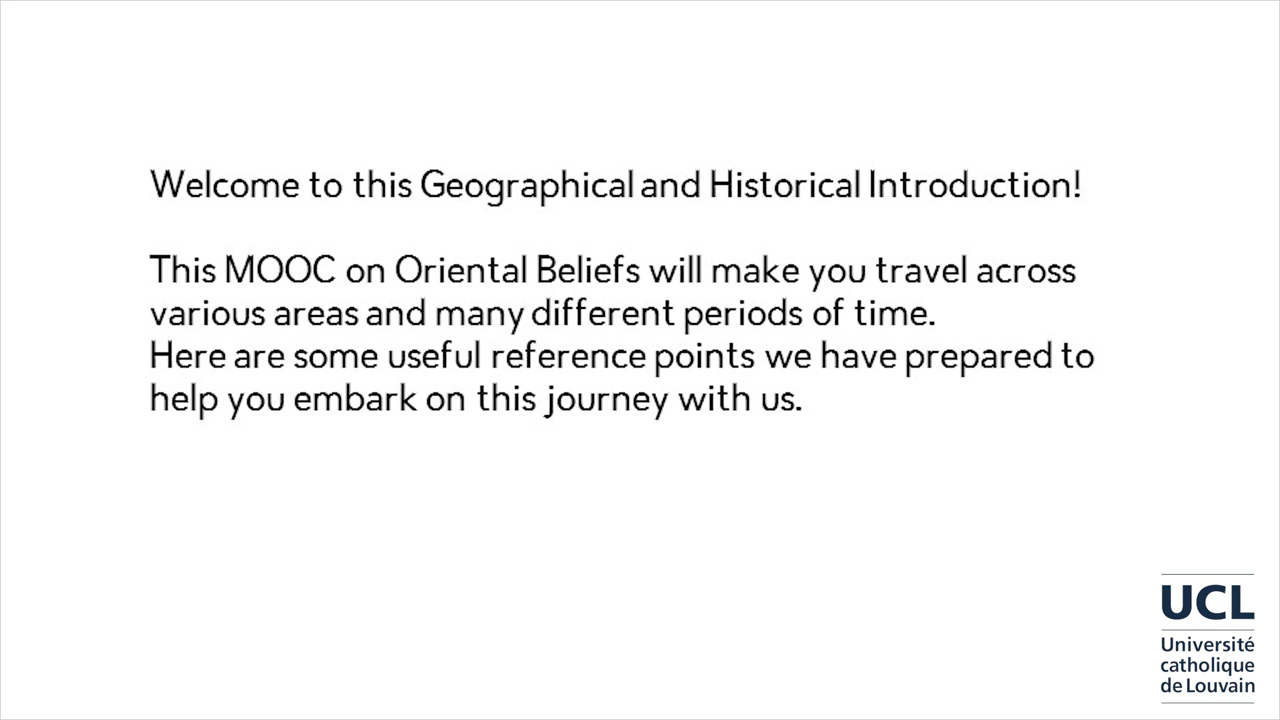 Welcome to this Geographical and Historical Introduction!
This MOOC on Oriental Beliefs will make you travel across
various areas and many different periods of time.
Here are some useful reference points we have prepared to
help you embark on this journey with us.
UCL
Université
catholique
de Louvain